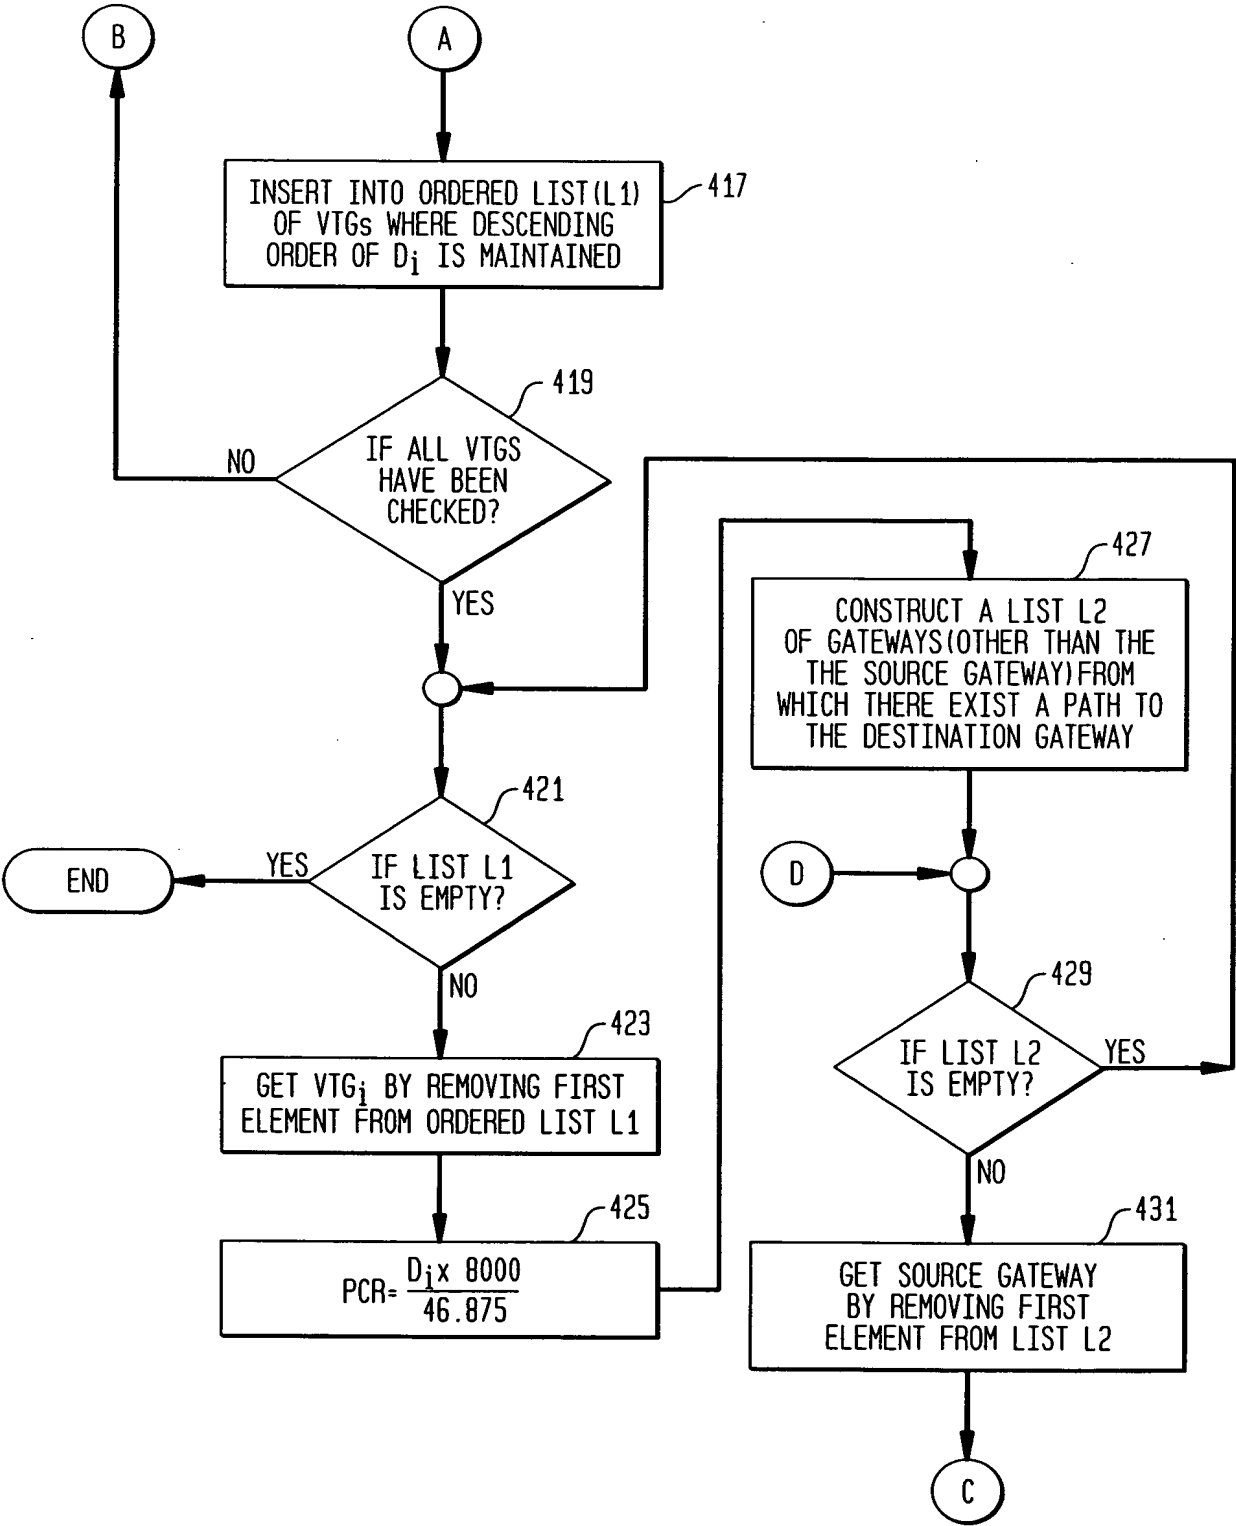 B
A
INSERT INTO ORDERED LIST(L1)
OF VTGs WHERE DESCENDING
ORDER OF Di IS MAINTAINED
417
419
IF ALL VTGS
HAVE BEEN
CHECKED?
NO
YES
421
IF LIST L1
IS EMPTY?
YES
END
NO
423
GET VTGi BY REMOVING FIRST
ELEMENT FROM ORDERED LIST L1
425
PCR= Di x 8000
46.875
427
CONSTRUCT A LIST L2
OF GATEWAYS(OTHER THAN THE
THE SOURCE GATEWAY)FROM
WHICH THERE EXIST A PATH TO
THE DESTINATION GATEWAY
D
429
IF LIST L2
IS EMPTY?
YES
NO
431
GET SOURCE GATEWAY
BY REMOVING FIRST
ELEMENT FROM LIST L2
C